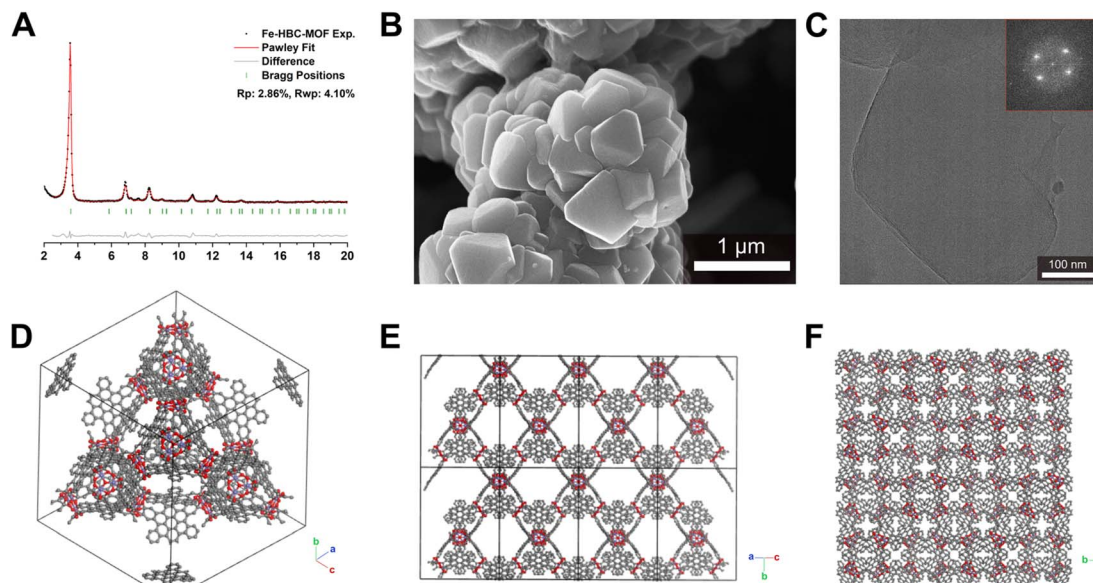 A
Fe-HBC-MOF Exp.
Pawley Fit
Difference
Bragg Positions
Rp: 2.86%, Rwp: 4.10%
2 4 6 8 10 12 14 16 18 20
B
1 µm
C
100 nm
D
b
a
c
E
a
c
b
F
b